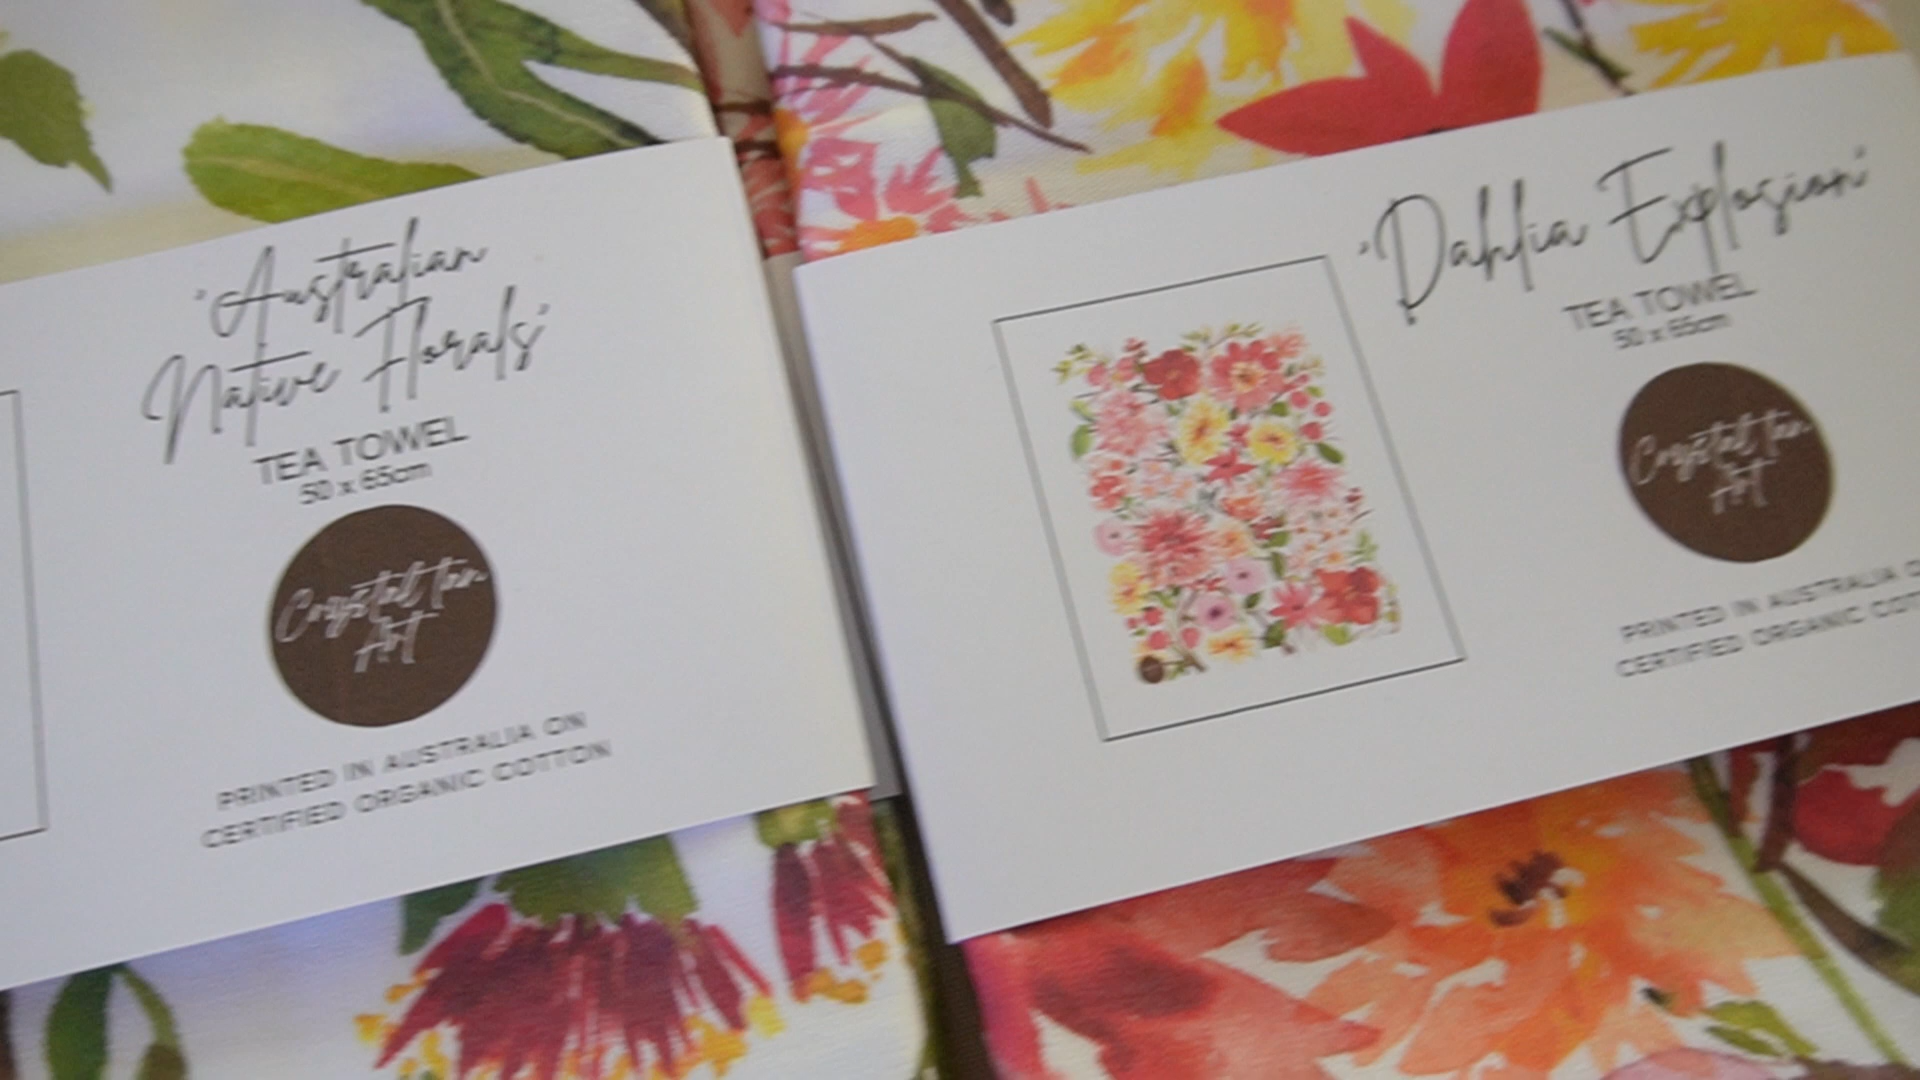 'Australian
Native Florals'
TEA TOWEL
50 x 65cm
Crystal tan
Art
PRINTED IN AUSTRALIA ON
CERTIFIED ORGANIC COTTON
'Dahlia Explosion'
TEA TOWEL
50 x 65cm
Crystal tan
Art
PRINTED IN AUSTRALIA
CERTIFIED ORGANIC